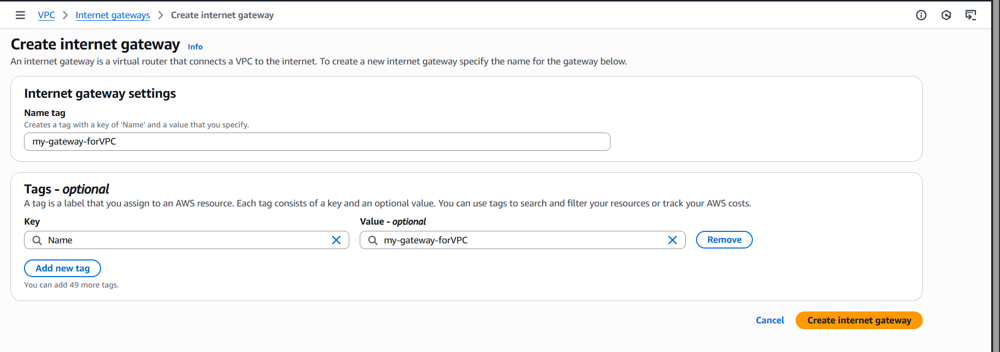 VPC > Internet gateways > Create internet gateway
Create internet gateway Info
An internet gateway is a virtual router that connects a VPC to the internet. To create a new internet gateway specify the name for the gateway below.
Internet gateway settings
Name tag
Creates a tag with a key of 'Name' and a value that you specify.
my-gateway-forVPC
Tags - optional
A tag is a label that you assign to an AWS resource. Each tag consists of a key and an optional value. You can use tags to search and filter your resources or track your AWS costs.
Key Value - optional
Name my-gateway-forVPC Remove
Add new tag
You can add 49 more tags.
Cancel Create internet gateway